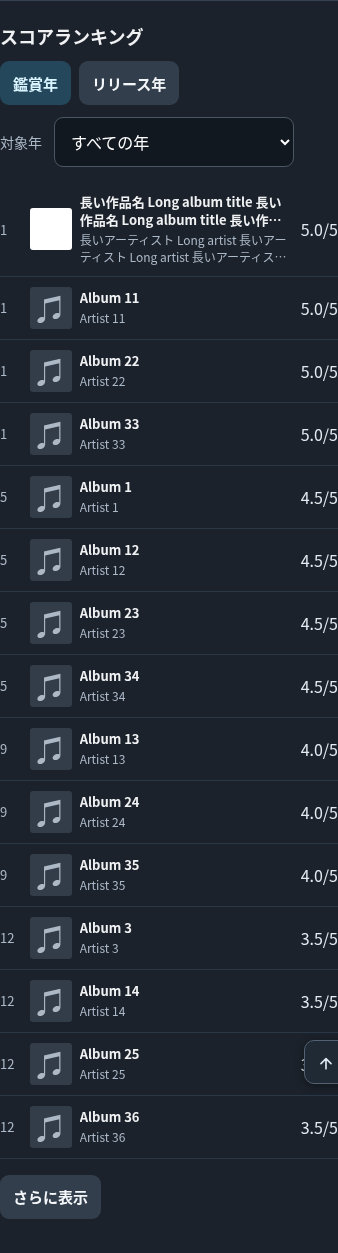 スコアランキング
鑑賞年 リリース年
対象年 すべての年
長い作品名 Long album title 長い
作品名 Long album title 長い作…
1 5.0/5
長いアーティスト Long artist 長いアー
ティスト Long artist 長いアーティス…
Album 11
1 5.0/5
Artist 11
Album 22
1 5.0/5
Artist 22
Album 33
1 5.0/5
Artist 33
Album 1
5 4.5/5
Artist 1
Album 12
5 4.5/5
Artist 12
Album 23
5 4.5/5
Artist 23
Album 34
5 4.5/5
Artist 34
Album 13
9 4.0/5
Artist 13
Album 24
9 4.0/5
Artist 24
Album 35
9 4.0/5
Artist 35
Album 3
12 3.5/5
Artist 3
Album 14
12 3.5/5
Artist 14
Album 25
12
Artist 25
Album 36
12 3.5/5
Artist 36
さらに表示